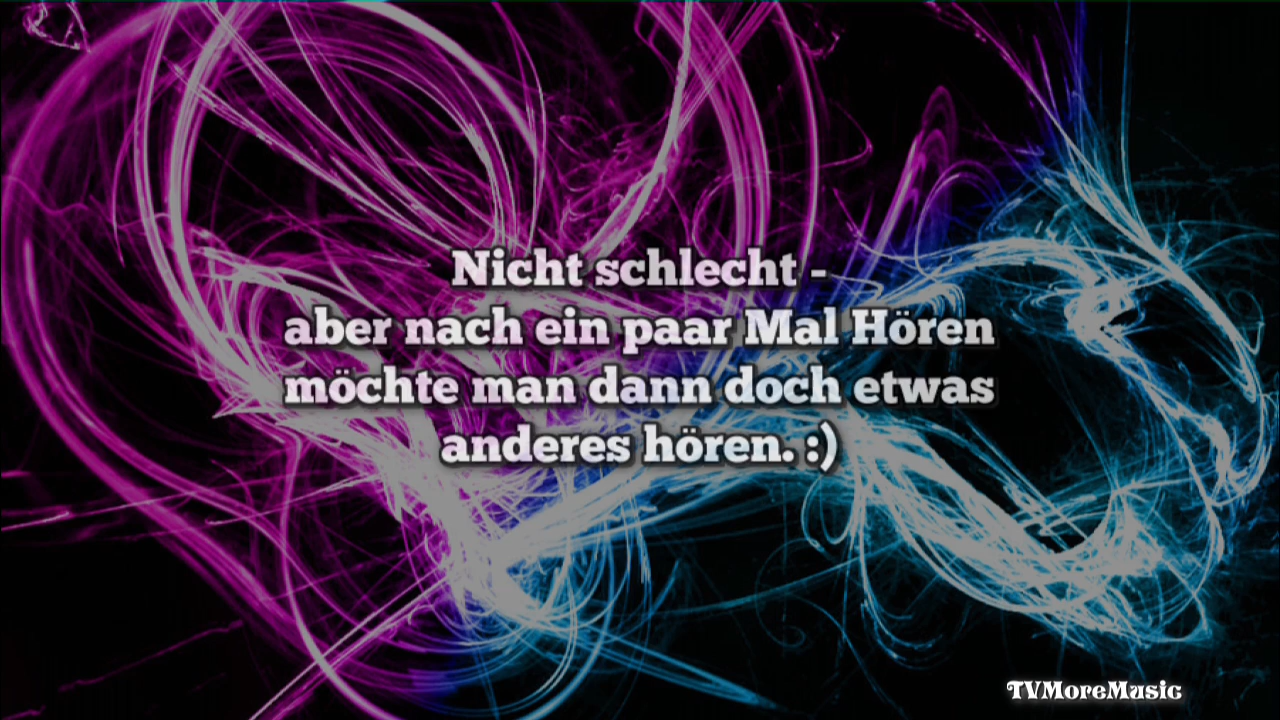 Nicht schlecht -
aber nach ein paar Mal Hören
möchte man dann doch etwas
anderes hören. :)
TVMoreMusic